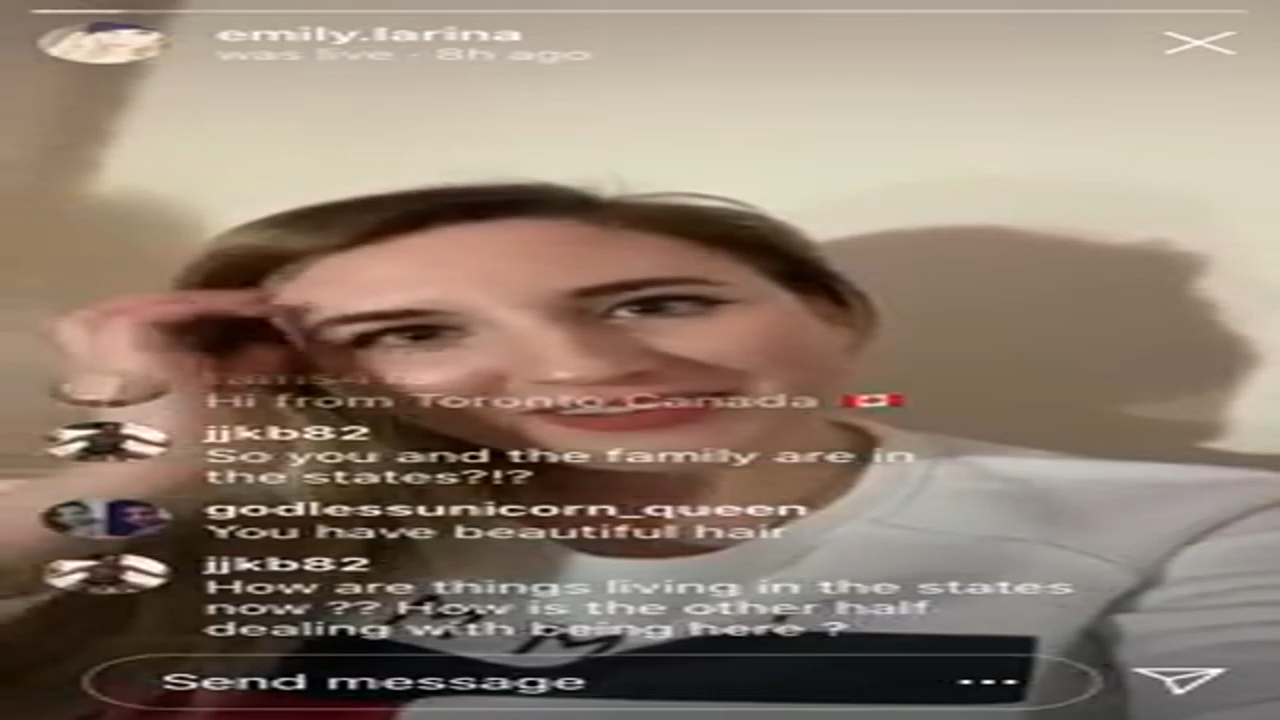 emily.larina
was live · 8h ago
Hi from Toronto Canada 🇨🇦
jjkb82
So you and the family are in
the states?!?
godlessunicorn_queen
You have beautiful hair
jjkb82
How are things living in the states
now ?? How is the other half
dealing with being here ?
Send message